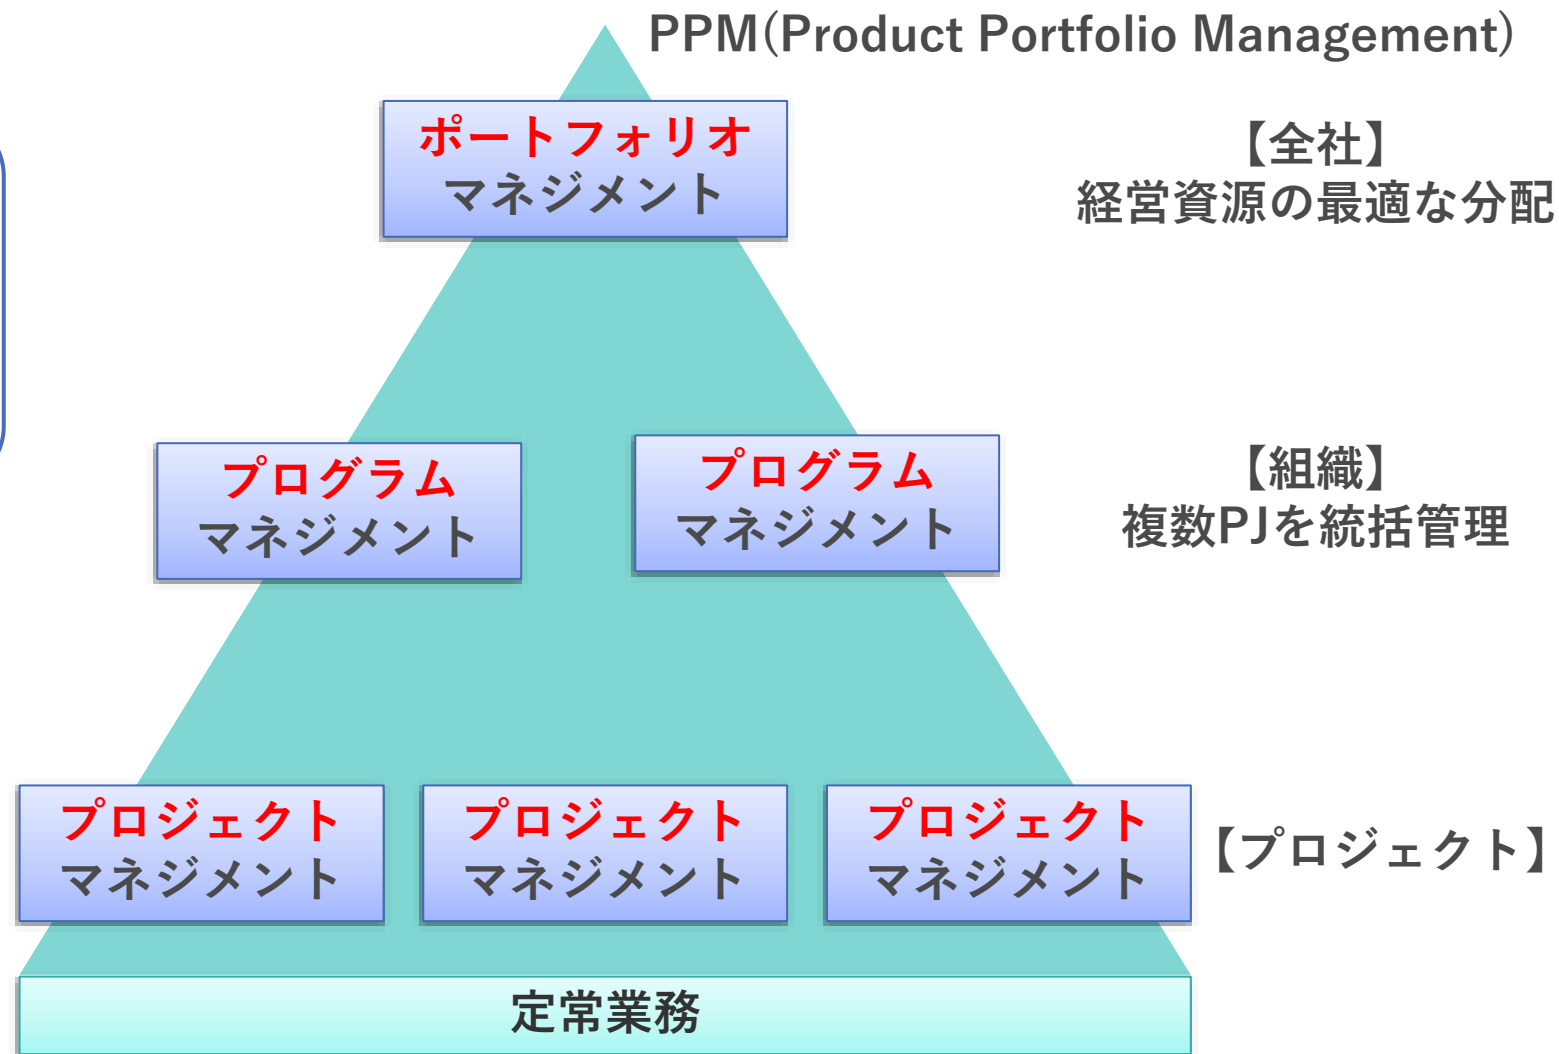 PPM(Product Portfolio Management)
ポートフォリオ
マネジメント
【全社】
経営資源の最適な分配
プログラム
マネジメント
プログラム
マネジメント
【組織】
複数PJを統括管理
プロジェクト
マネジメント
プロジェクト
マネジメント
プロジェクト
マネジメント
【プロジェクト】
定常業務